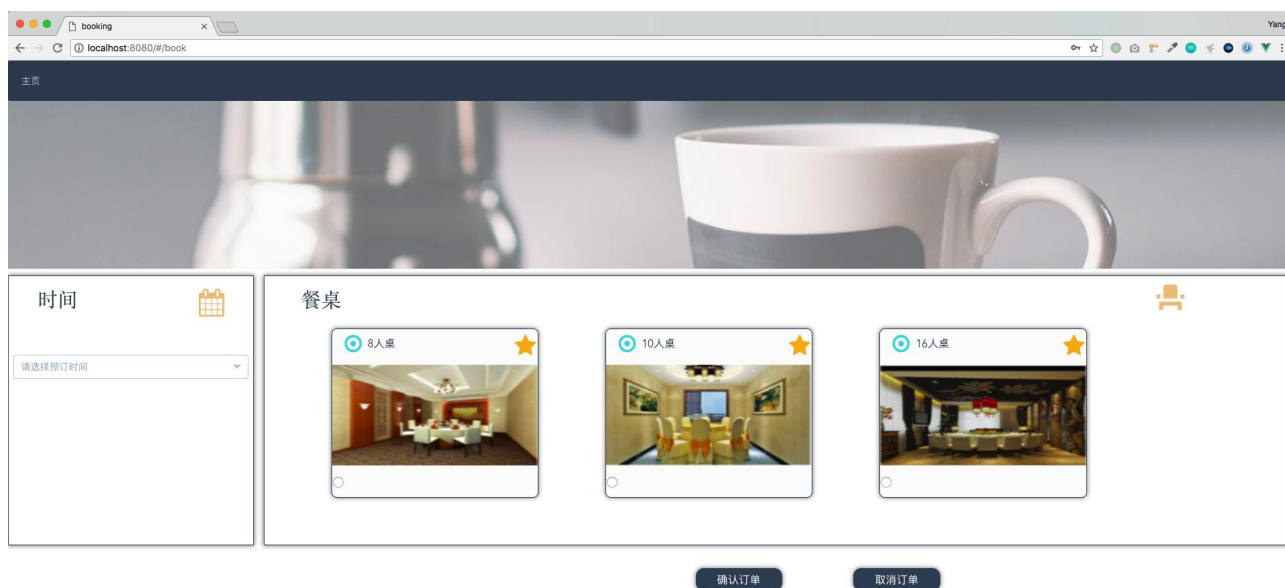 booking
Yang
localhost:8080/#/book
主页
时间
餐桌
8人桌
10人桌
16人桌
请选择预订时间
确认订单
取消订单